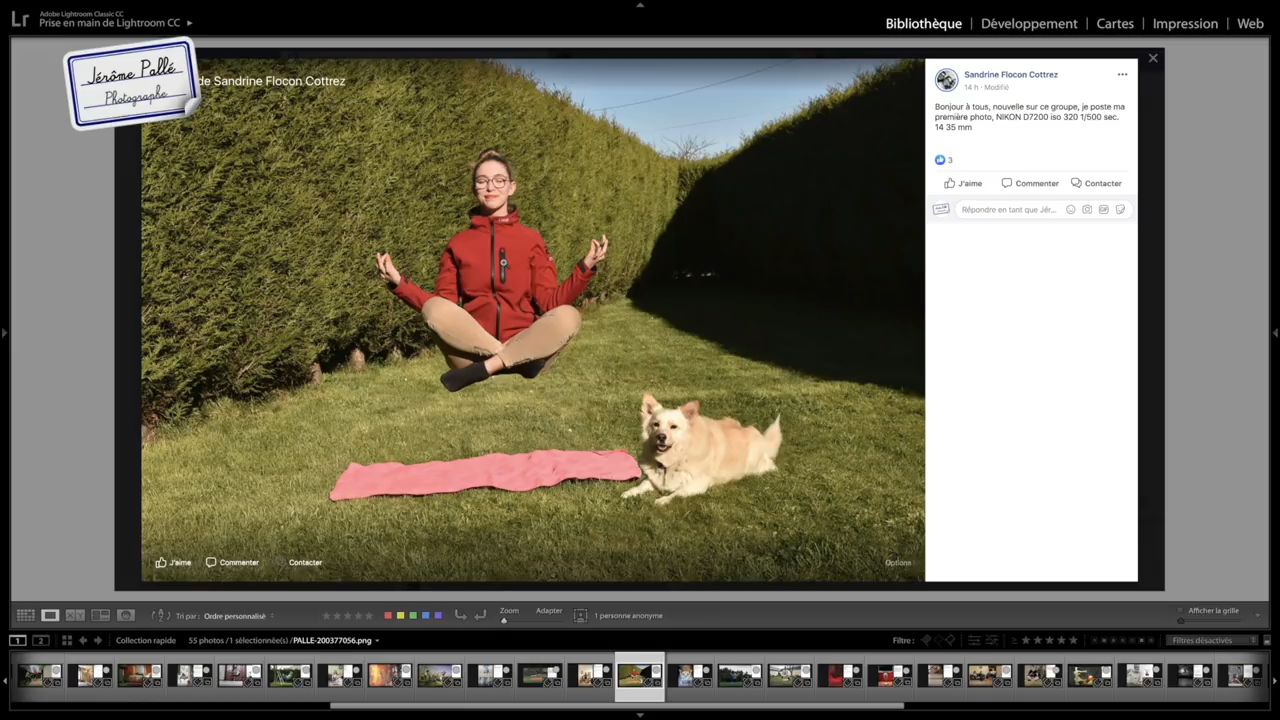 Adobe Lightroom Classic CC
Prise en main de Lightroom CC
Bibliothèque | Développement | Cartes | Impression | Web
Lr
Jérôme Pallé
Photographe
de Sandrine Flocon Cottrez
Sandrine Flocon Cottrez
14 h · Modifié
Bonjour à tous, nouvelle sur ce groupe, je poste ma
première photo, NIKON D7200 iso 320 1/500 sec.
14 35 mm
3
J'aime Commenter Contacter
Répondre en tant que Jér...
J'aime Commenter Contacter
Options
Tri par : Ordre personnalisé
Zoom Adapter 1 personne anonyme
Afficher la grille
1 2 Collection rapide 55 photos /1 sélectionnée(s) /PALLE-200377056.png
Filtre : Filtres désactivés